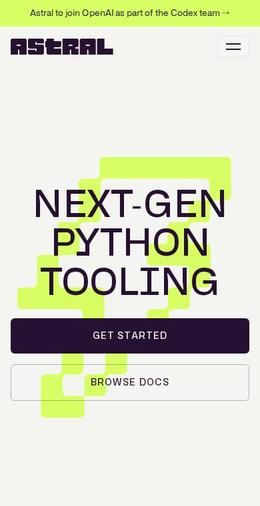 Astral to join OpenAI as part of the Codex team →
ASTRAL
NEXT-GEN
PYTHON
TOOLING
GET STARTED
BROWSE DOCS